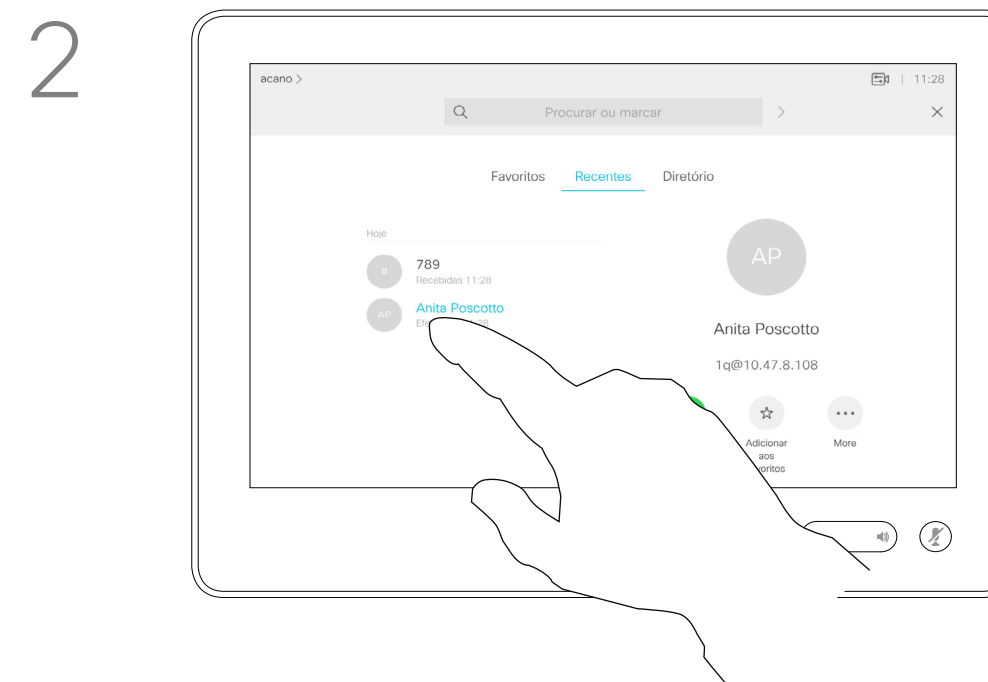 2
acano >
11:28
Procurar ou marcar
Favoritos Recentes Diretório
Hoje
#
789
Recebidas 11:28
AP
Anita Poscotto
AP
Anita Poscotto
1q@10.47.8.108
Adicionar
aos
More